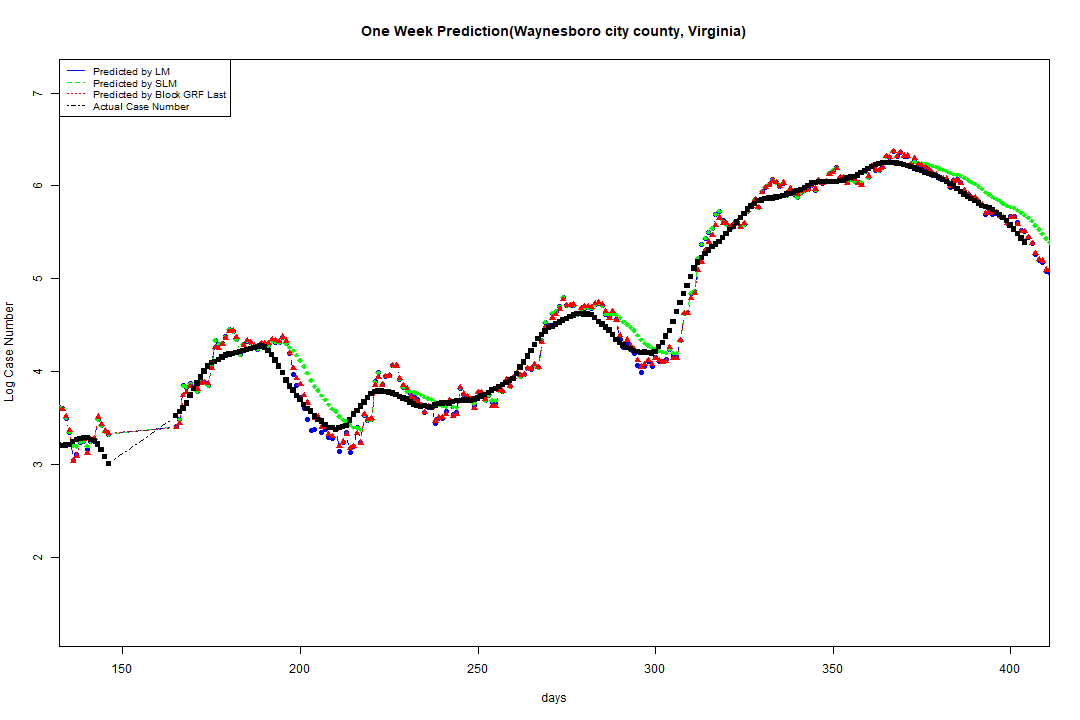 One Week Prediction(Waynesboro city county, Virginia)
Predicted by LM
Predicted by SLM
Predicted by Block GRF Last
Actual Case Number
7
6
5
4
3
2
Log Case Number
150 200 250 300 350 400
days